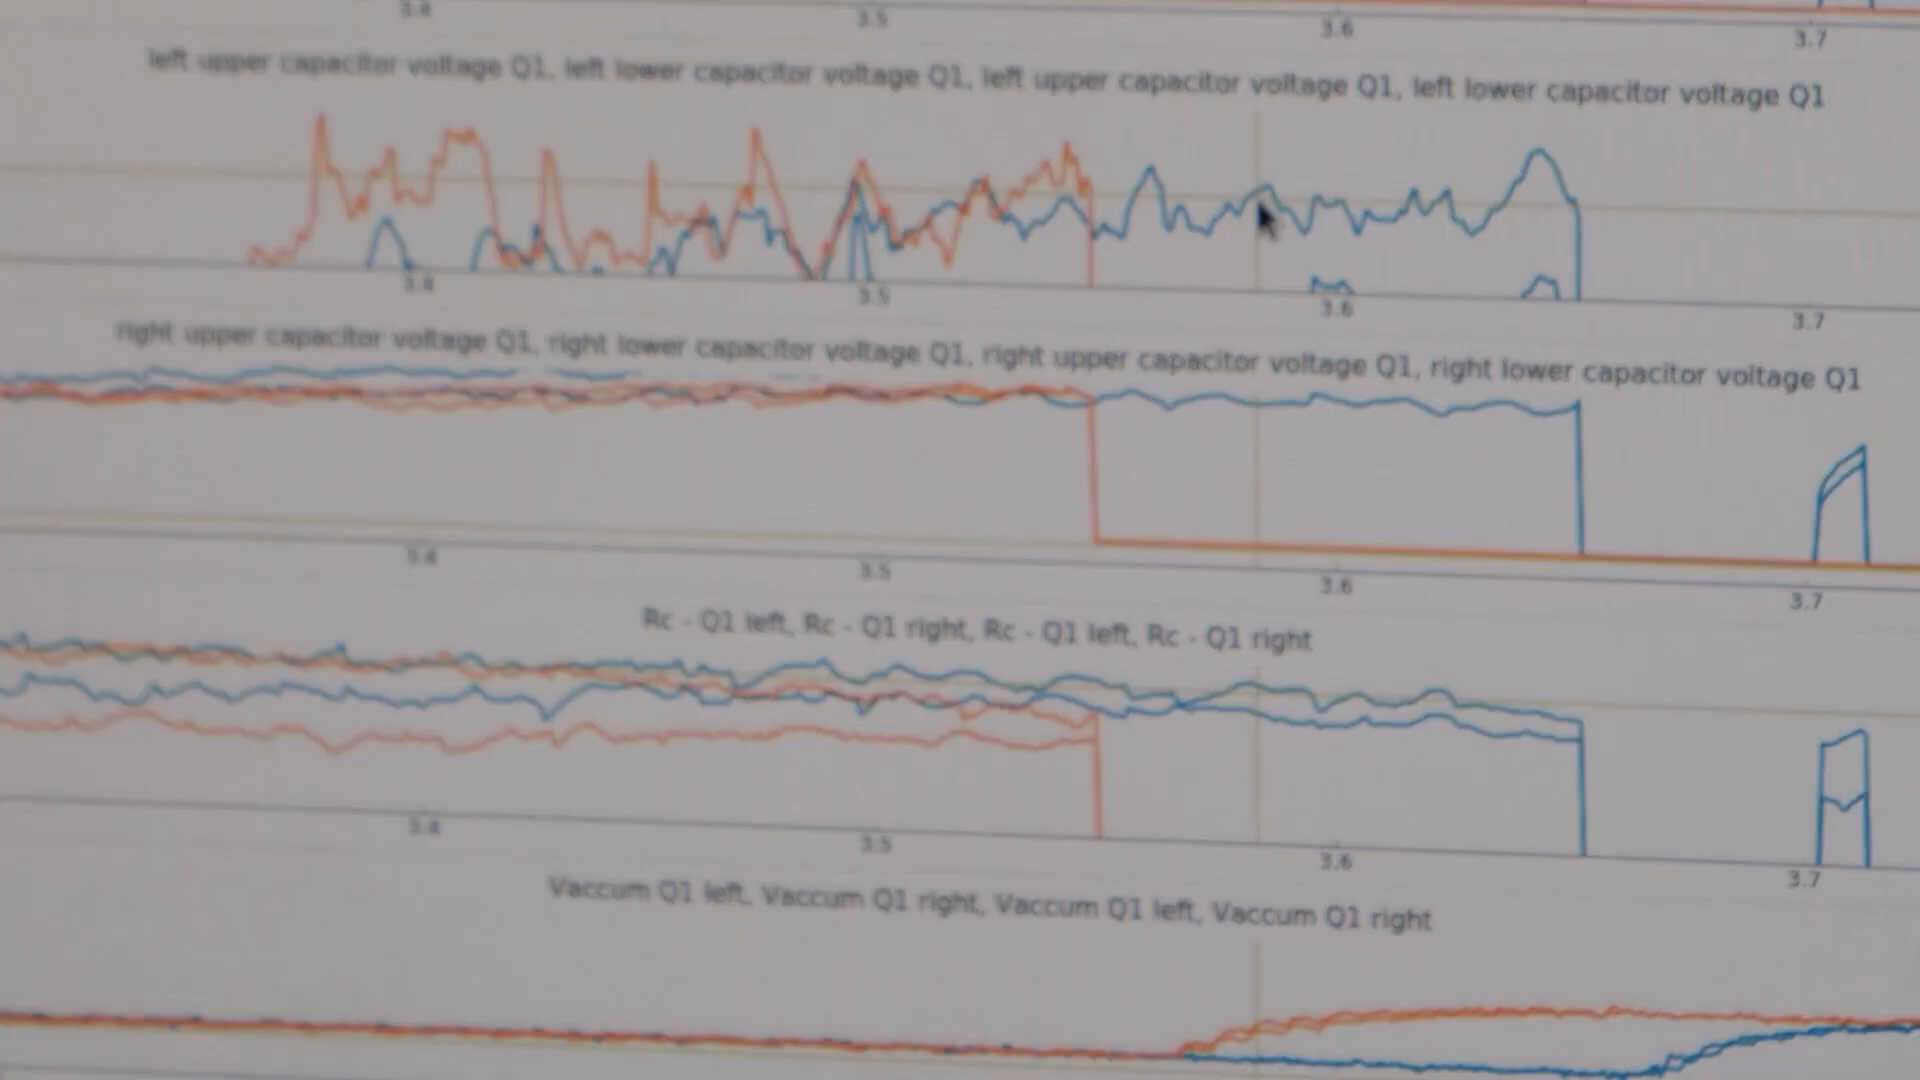 3.4 3.5 3.6 3.7
left upper capacitor voltage Q1, left lower capacitor voltage Q1, left upper capacitor voltage Q1, left lower capacitor voltage Q1
3.4 3.5 3.6 3.7
right upper capacitor voltage Q1, right lower capacitor voltage Q1, right upper capacitor voltage Q1, right lower capacitor voltage Q1
3.4 3.5 3.6 3.7
Rc - Q1 left, Rc - Q1 right, Rc - Q1 left, Rc - Q1 right
3.4 3.5 3.6 3.7
Vaccum Q1 left, Vaccum Q1 right, Vaccum Q1 left, Vaccum Q1 right